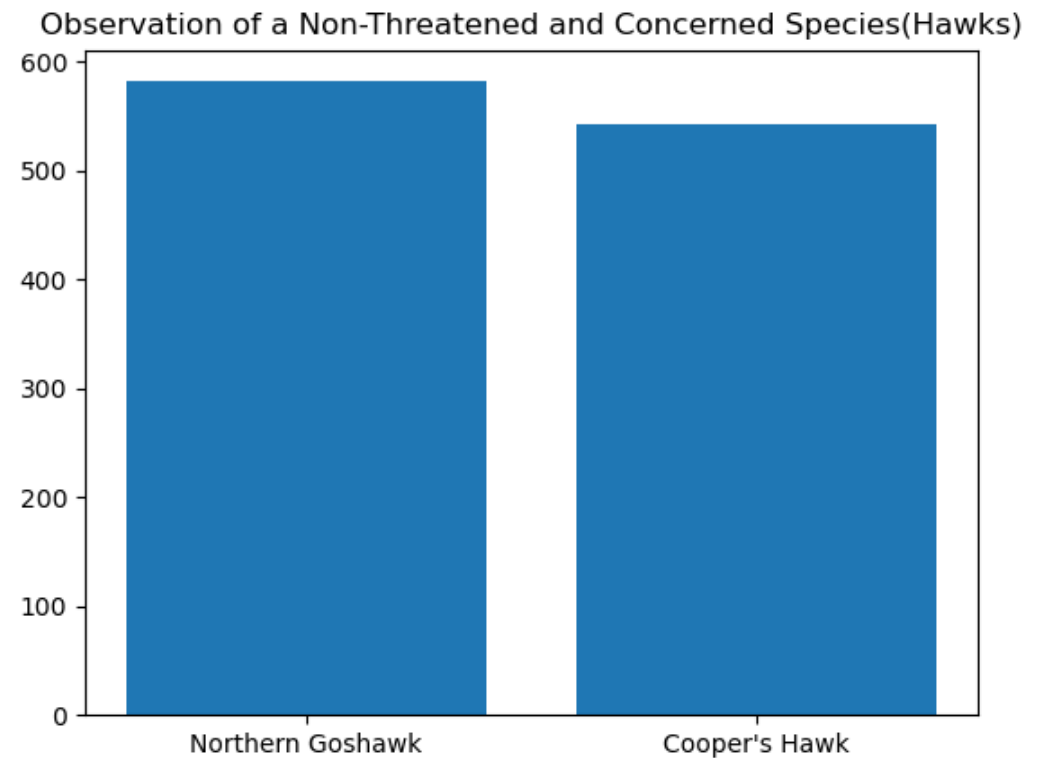 Observation of a Non-Threatened and Concerned Species(Hawks)
600
500
400
300
200
100
0
Northern Goshawk
Cooper's Hawk